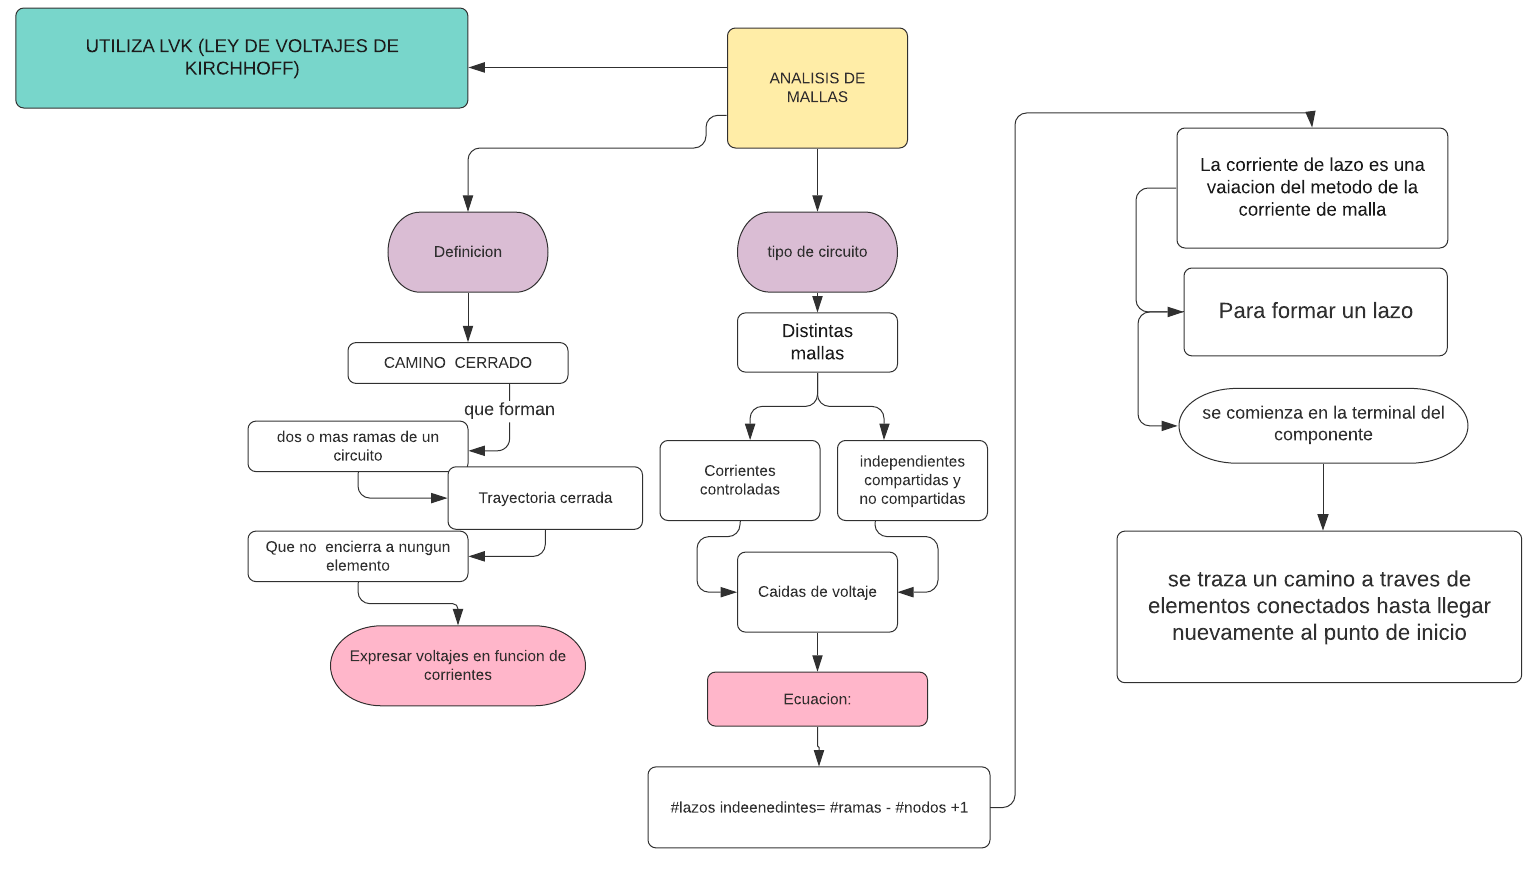 UTILIZA LVK (LEY DE VOLTAJES DE
KIRCHHOFF)
ANALISIS DE
MALLAS
Definicion
CAMINO  CERRADO
que forman
dos o mas ramas de un
circuito
Trayectoria cerrada
Que no  encierra a nungun
elemento
Expresar voltajes en funcion de
corrientes
tipo de circuito
Distintas
mallas
Corrientes
controladas
independientes
compartidas y
no compartidas
Caidas de voltaje
Ecuacion:
#lazos indeenedintes= #ramas - #nodos +1
La corriente de lazo es una
vaiacion del metodo de la
corriente de malla
Para formar un lazo
se comienza en la terminal del
componente
se traza un camino a traves de
elementos conectados hasta llegar
nuevamente al punto de inicio